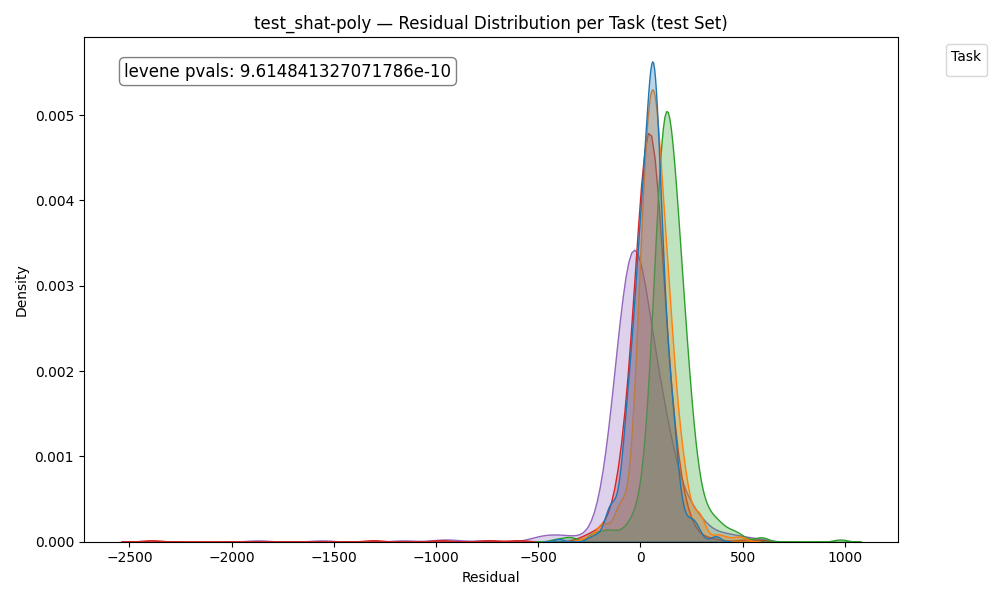 test_shat-poly — Residual Distribution per Task (test Set)
levene pvals: 9.614841327071786e-10
Task
0.005
0.004
0.003
0.002
0.001
0.000
Density
−2500
−2000
−1500
−1000
−500
0
500
1000
Residual